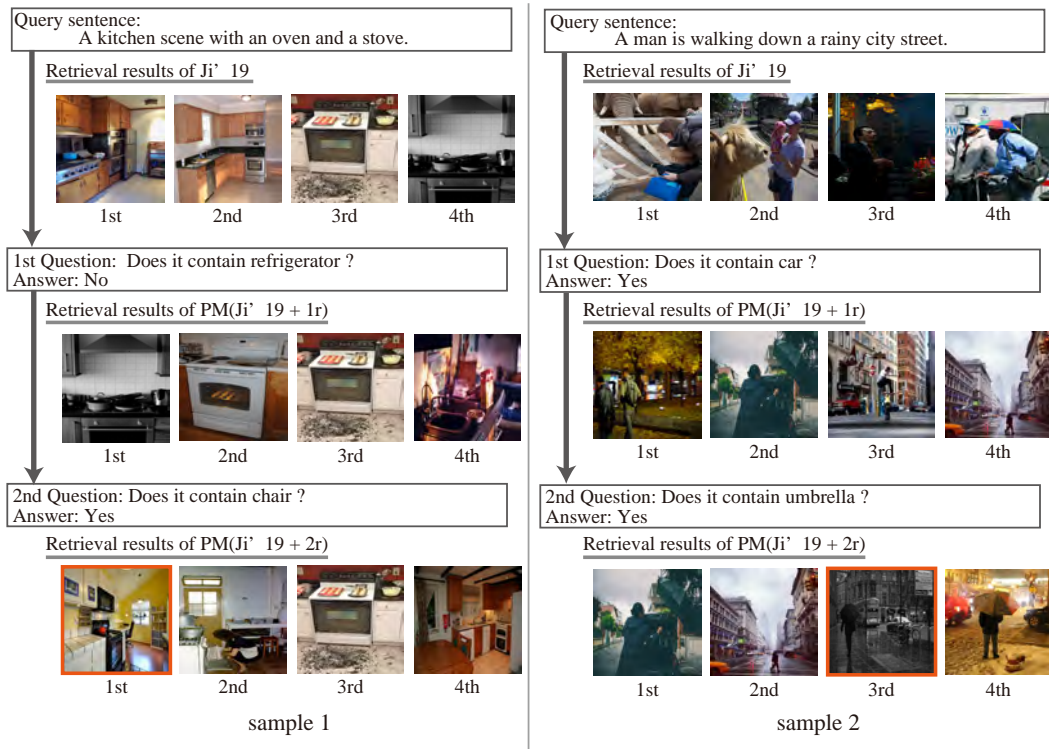 Query sentence:
A kitchen scene with an oven and a stove.
Retrieval results of Ji’ 19
1st 2nd 3rd 4th
1st Question: Does it contain refrigerator ?
Answer: No
Retrieval results of PM(Ji’ 19 + 1r)
1st 2nd 3rd 4th
2nd Question: Does it contain chair ?
Answer: Yes
Retrieval results of PM(Ji’ 19 + 2r)
1st 2nd 3rd 4th
sample 1
Query sentence:
A man is walking down a rainy city street.
Retrieval results of Ji’ 19
1st 2nd 3rd 4th
1st Question: Does it contain car ?
Answer: Yes
Retrieval results of PM(Ji’ 19 + 1r)
1st 2nd 3rd 4th
2nd Question: Does it contain umbrella ?
Answer: Yes
Retrieval results of PM(Ji’ 19 + 2r)
1st 2nd 3rd 4th
sample 2